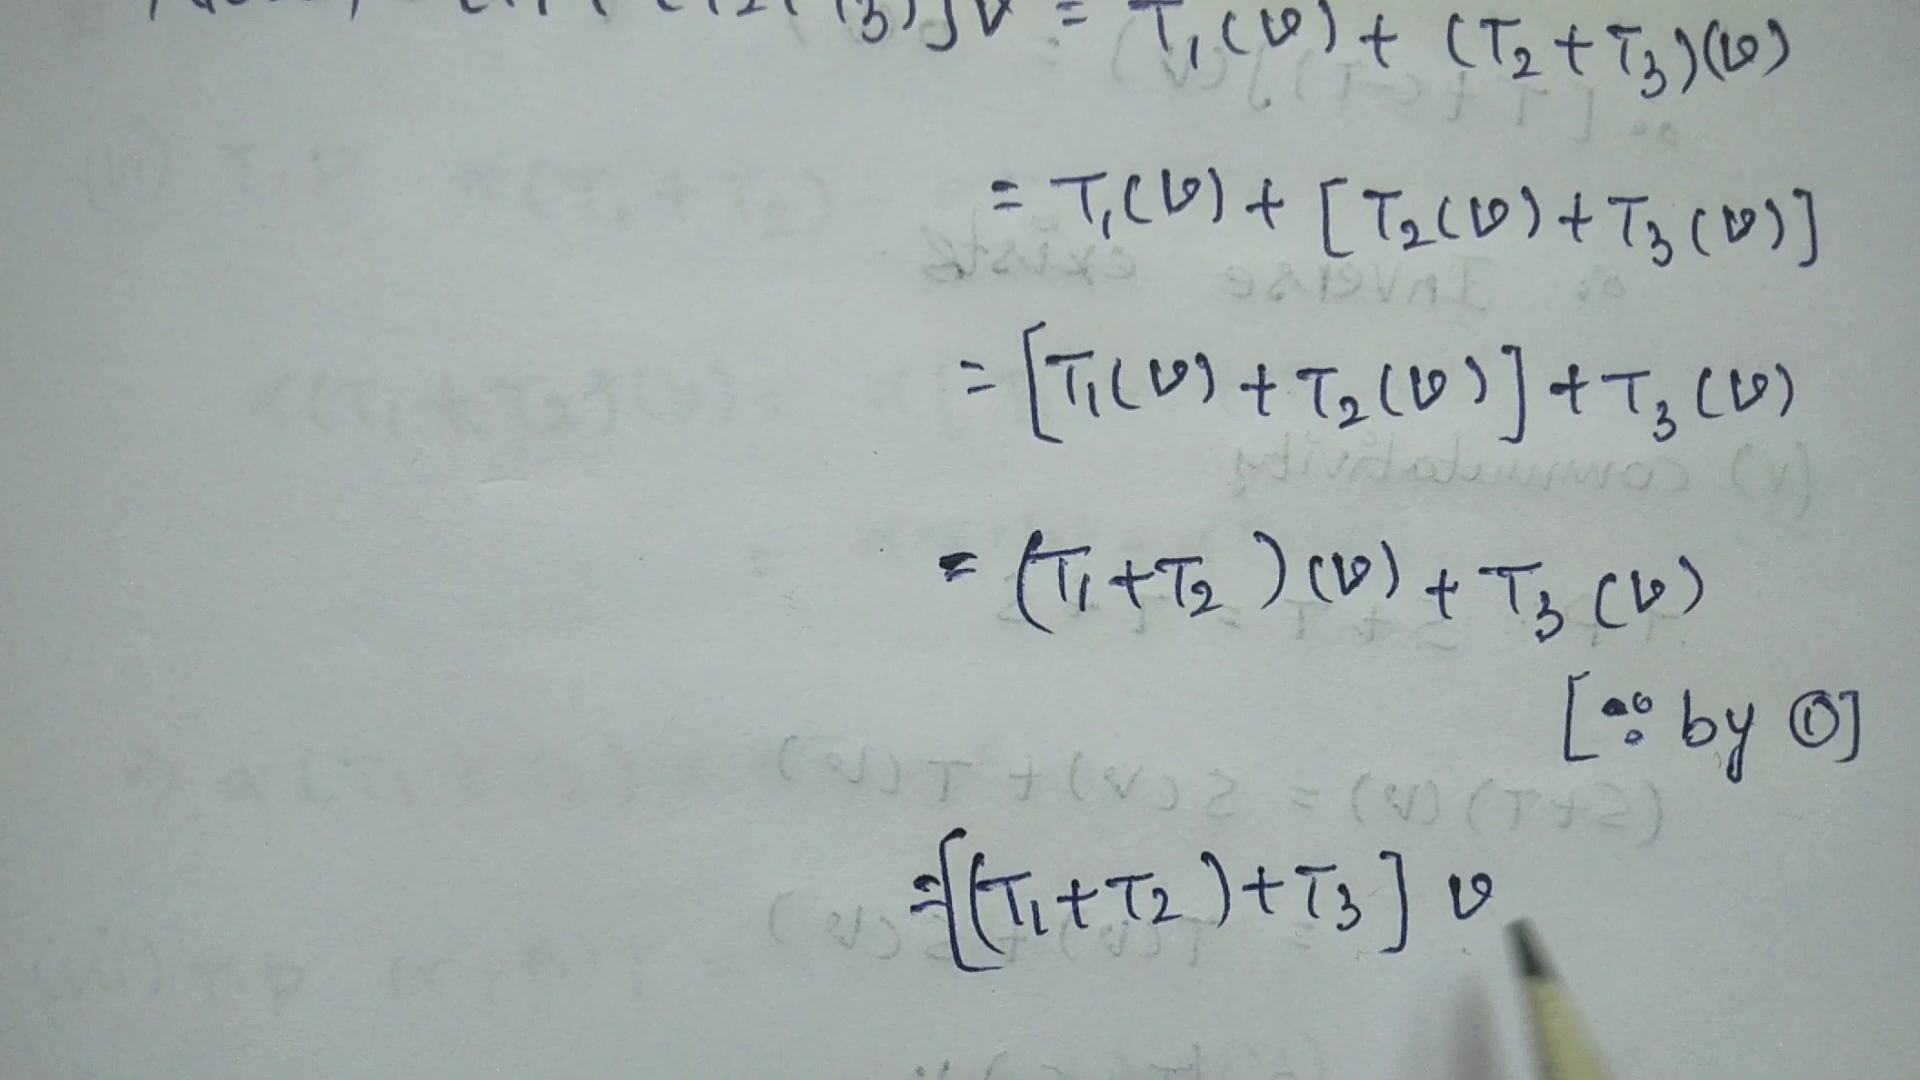 = T₁(v) + (T₂+T₃)(v)
= T₁(v) + [T₂(v) + T₃(v)]
= [T₁(v) + T₂(v)] + T₃(v)
= (T₁+T₂)(v) + T₃(v)
[∵ by ①]
= [(T₁+T₂)+T₃] v